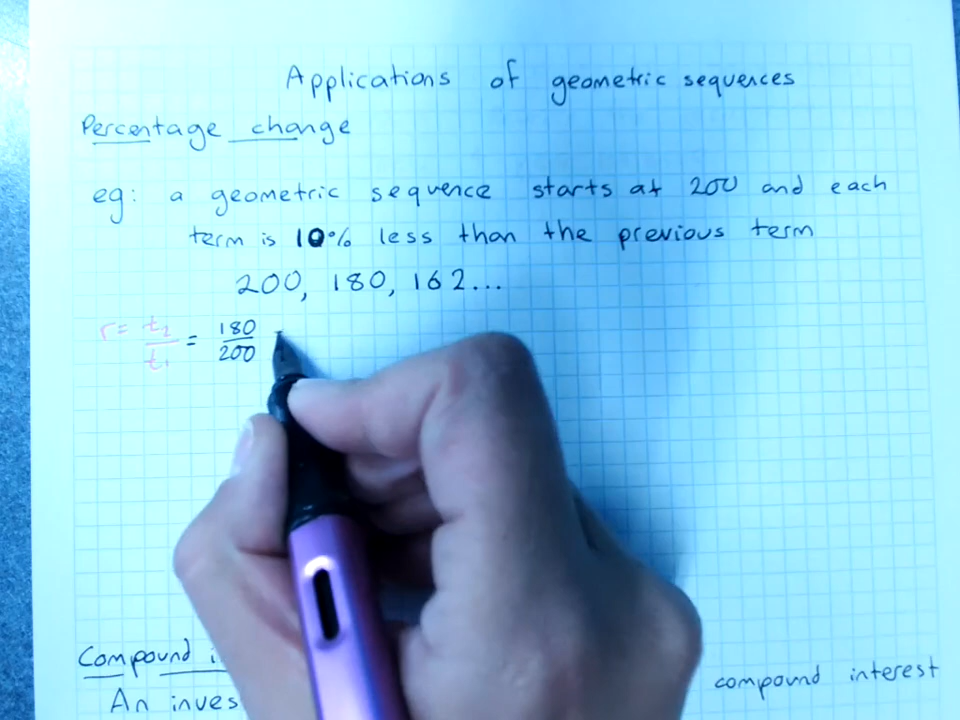 Applications of geometric sequences
Percentage change
eg: a geometric sequence starts at 200 and each
term is 10% less than the previous term
200, 180, 162...
r = t₂/t₁ = 180/200
Compound
An compound interest